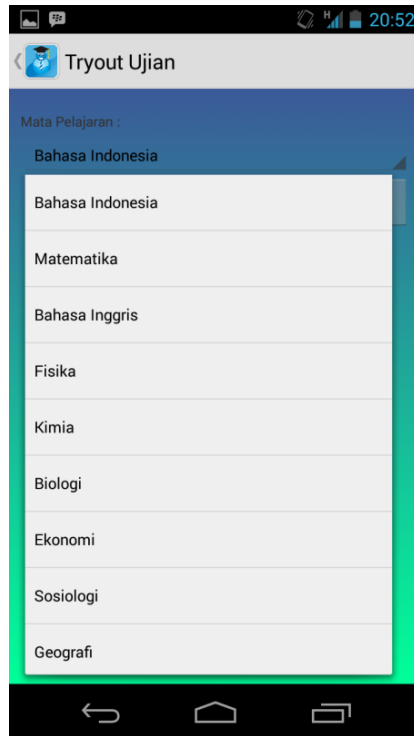 H 20:52
Tryout Ujian
Mata Pelajaran :
Bahasa Indonesia
Bahasa Indonesia
Matematika
Bahasa Inggris
Fisika
Kimia
Biologi
Ekonomi
Sosiologi
Geografi